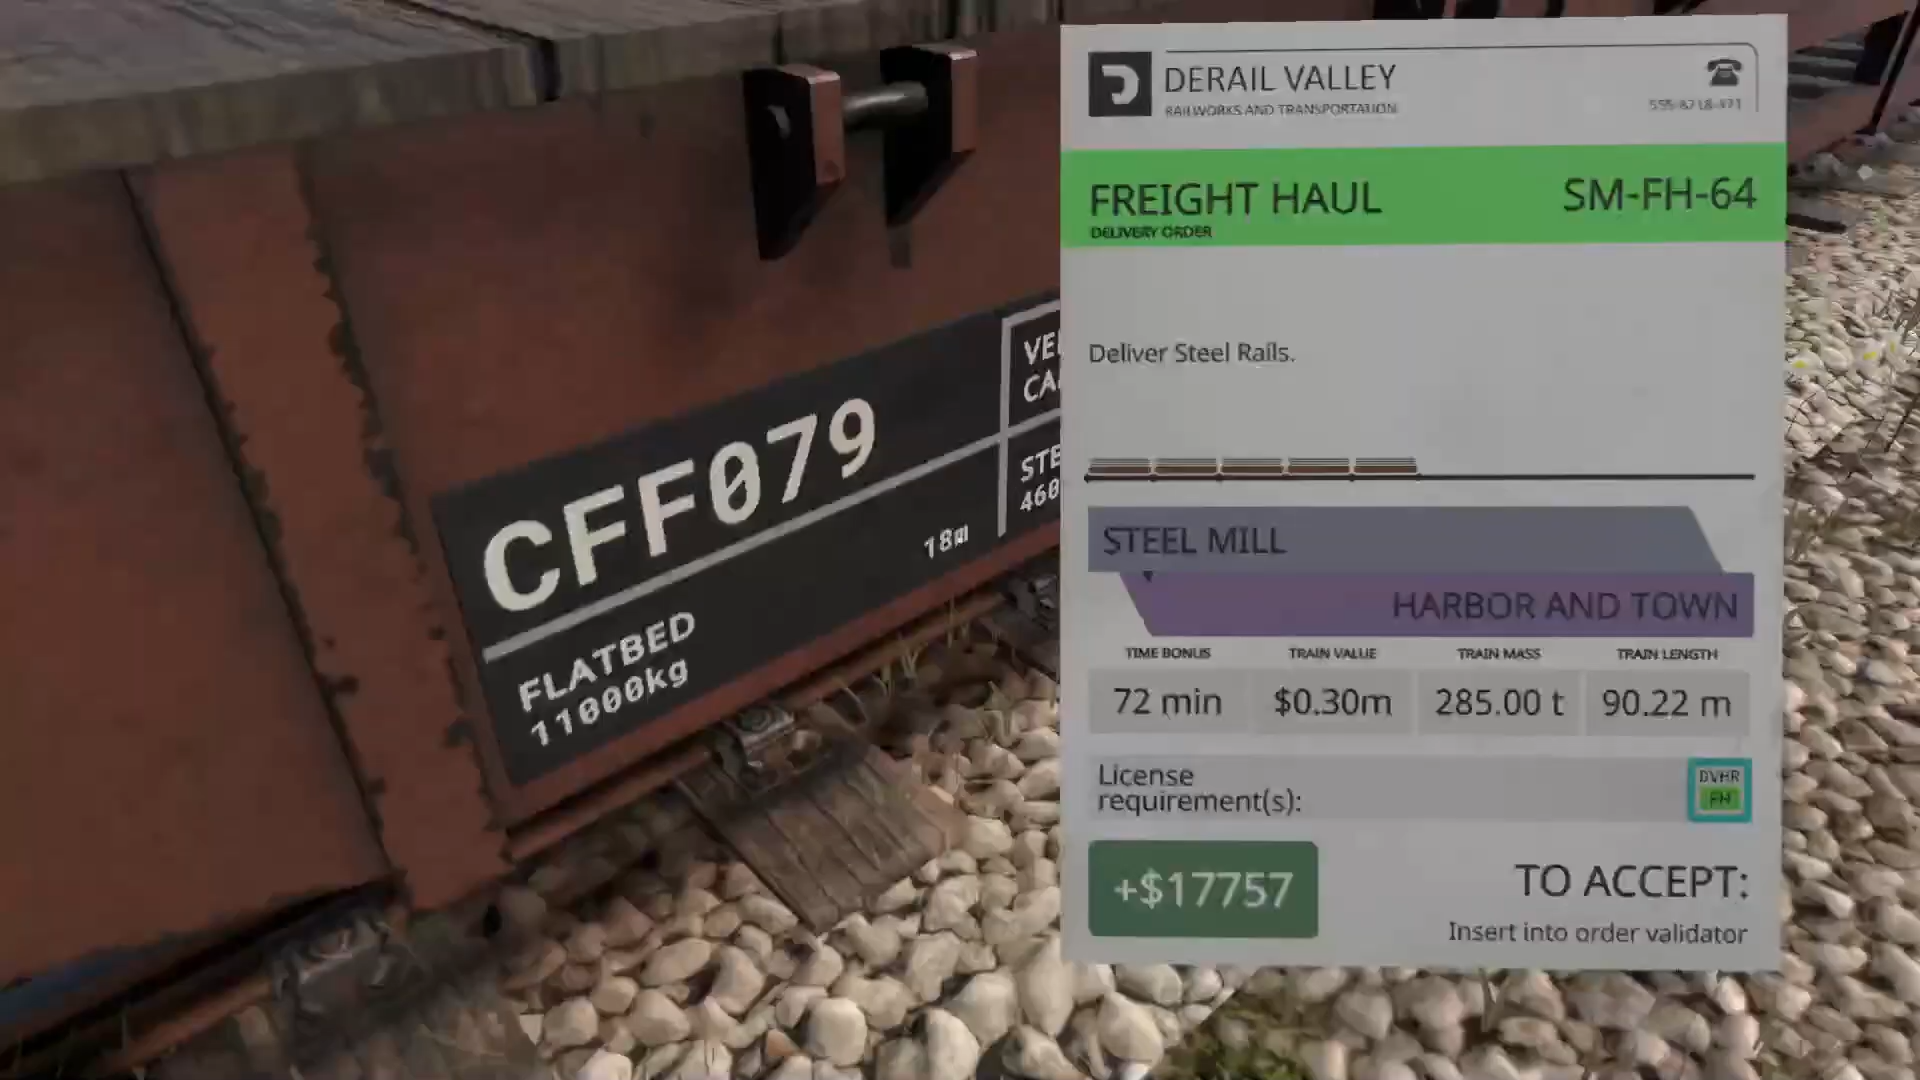 CFF079
18m
FLATBED
11000kg
VE
CA
STE
460
DERAIL VALLEY
RAILWORKS AND TRANSPORTATION
FREIGHT HAUL
SM-FH-64
DELIVERY ORDER
Deliver Steel Rails.
STEEL MILL
HARBOR AND TOWN
TIME BONUS TRAIN VALUE TRAIN MASS TRAIN LENGTH
72 min $0.30m 285.00 t 90.22 m
License
requirement(s):
DVHR
FH
+$17757
TO ACCEPT:
Insert into order validator